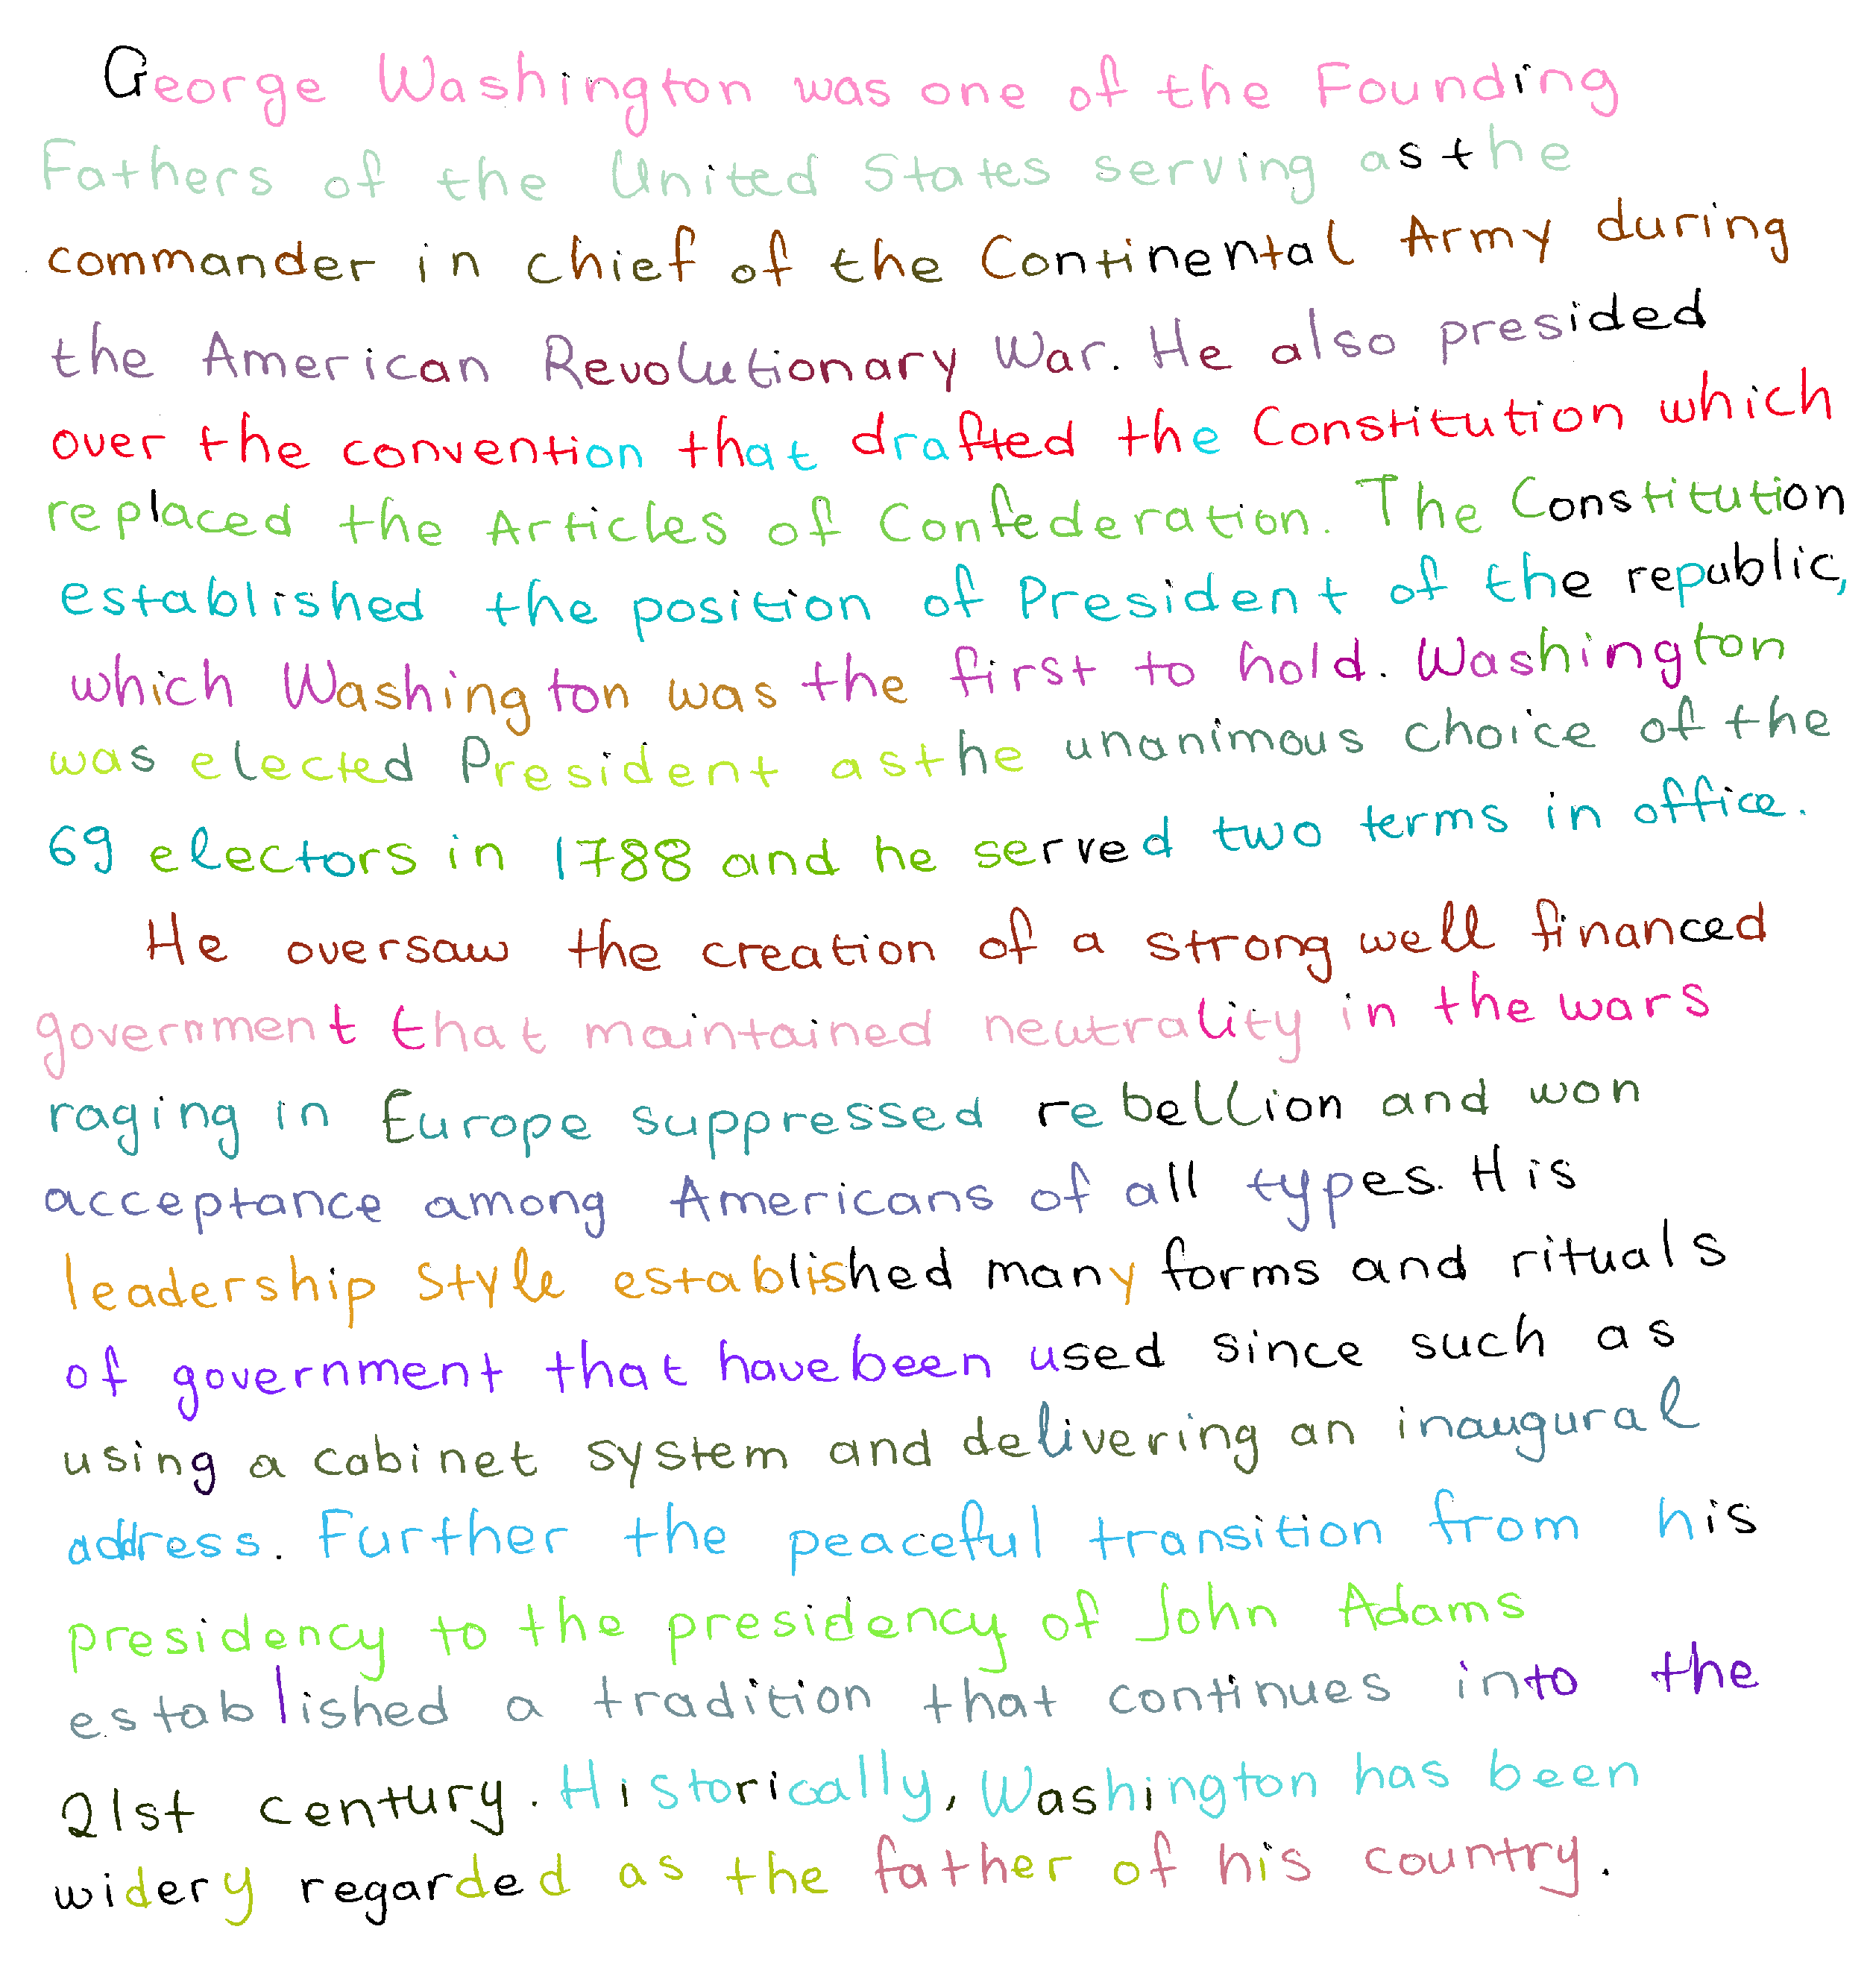 George Washington was one of the Founding
Fathers of the United States serving as the
commander in chief of the Continental Army during
the American Revolutionary War. He also presided
over the convention that drafted the Constitution which
replaced the Articles of Confederation. The Constitution
established the position of President of the republic,
which Washington was the first to hold. Washington
was elected President as the unanimous choice of the
69 electors in 1788 and he served two terms in office.
He oversaw the creation of a strong well financed
government that maintained neutrality in the wars
raging in Europe suppressed rebellion and won
acceptance among Americans of all types. His
leadership style established many forms and rituals
of government that have been used since such as
using a cabinet system and delivering an inaugural
address. Further the peaceful transition from his
presidency to the presidency of John Adams
established a tradition that continues into the
21st century. Historically, Washington has been
widery regarded as the father of his country.